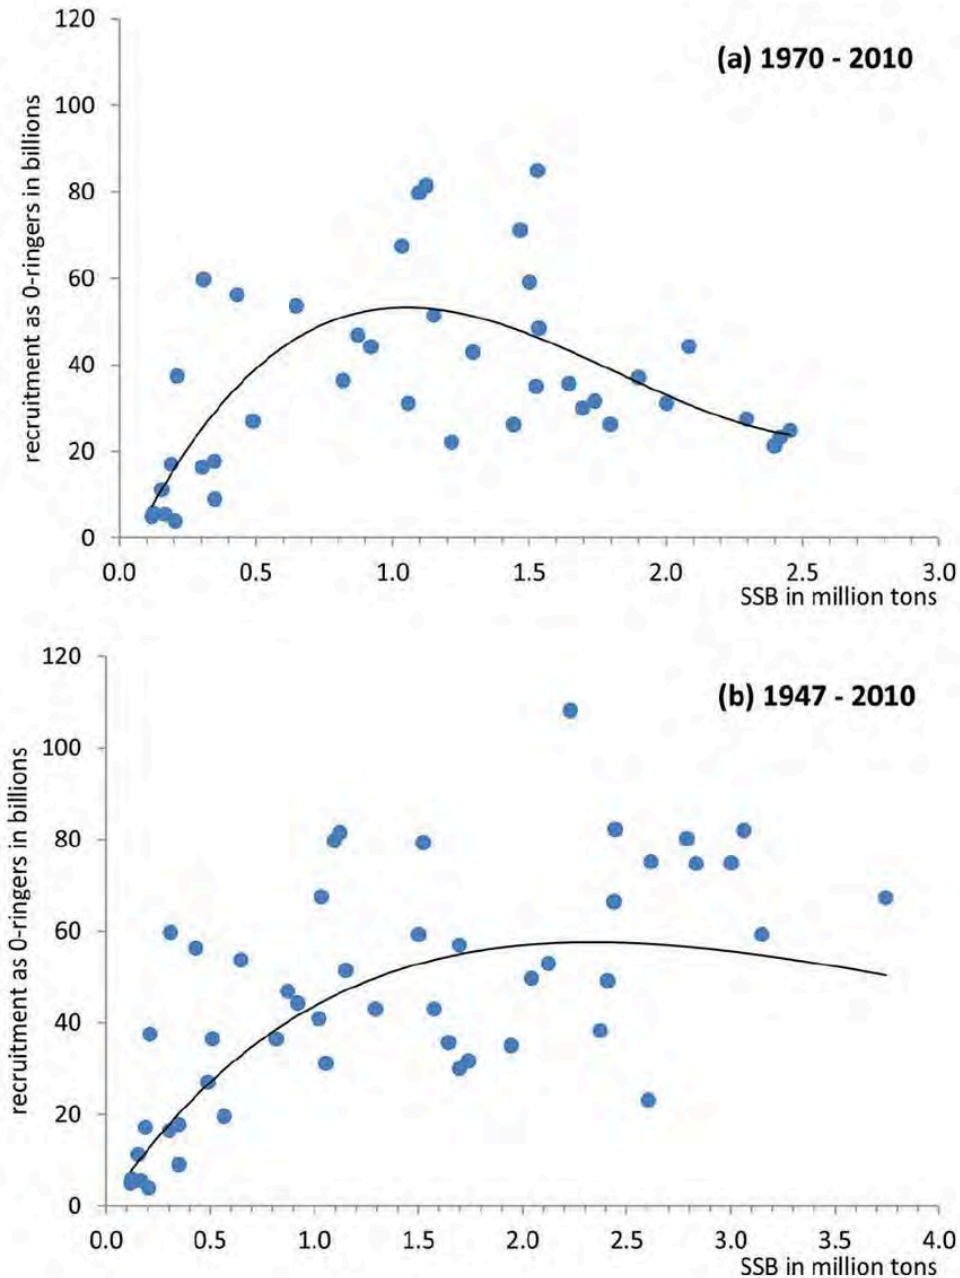 120
(a) 1970 - 2010
100
80
60
40
20
0
recruitment as 0-ringers in billions
0.0 0.5 1.0 1.5 2.0 2.5 3.0
SSB in million tons
120
(b) 1947 - 2010
100
80
60
40
20
0
recruitment as 0-ringers in billions
0.0 0.5 1.0 1.5 2.0 2.5 3.0 3.5 4.0
SSB in million tons